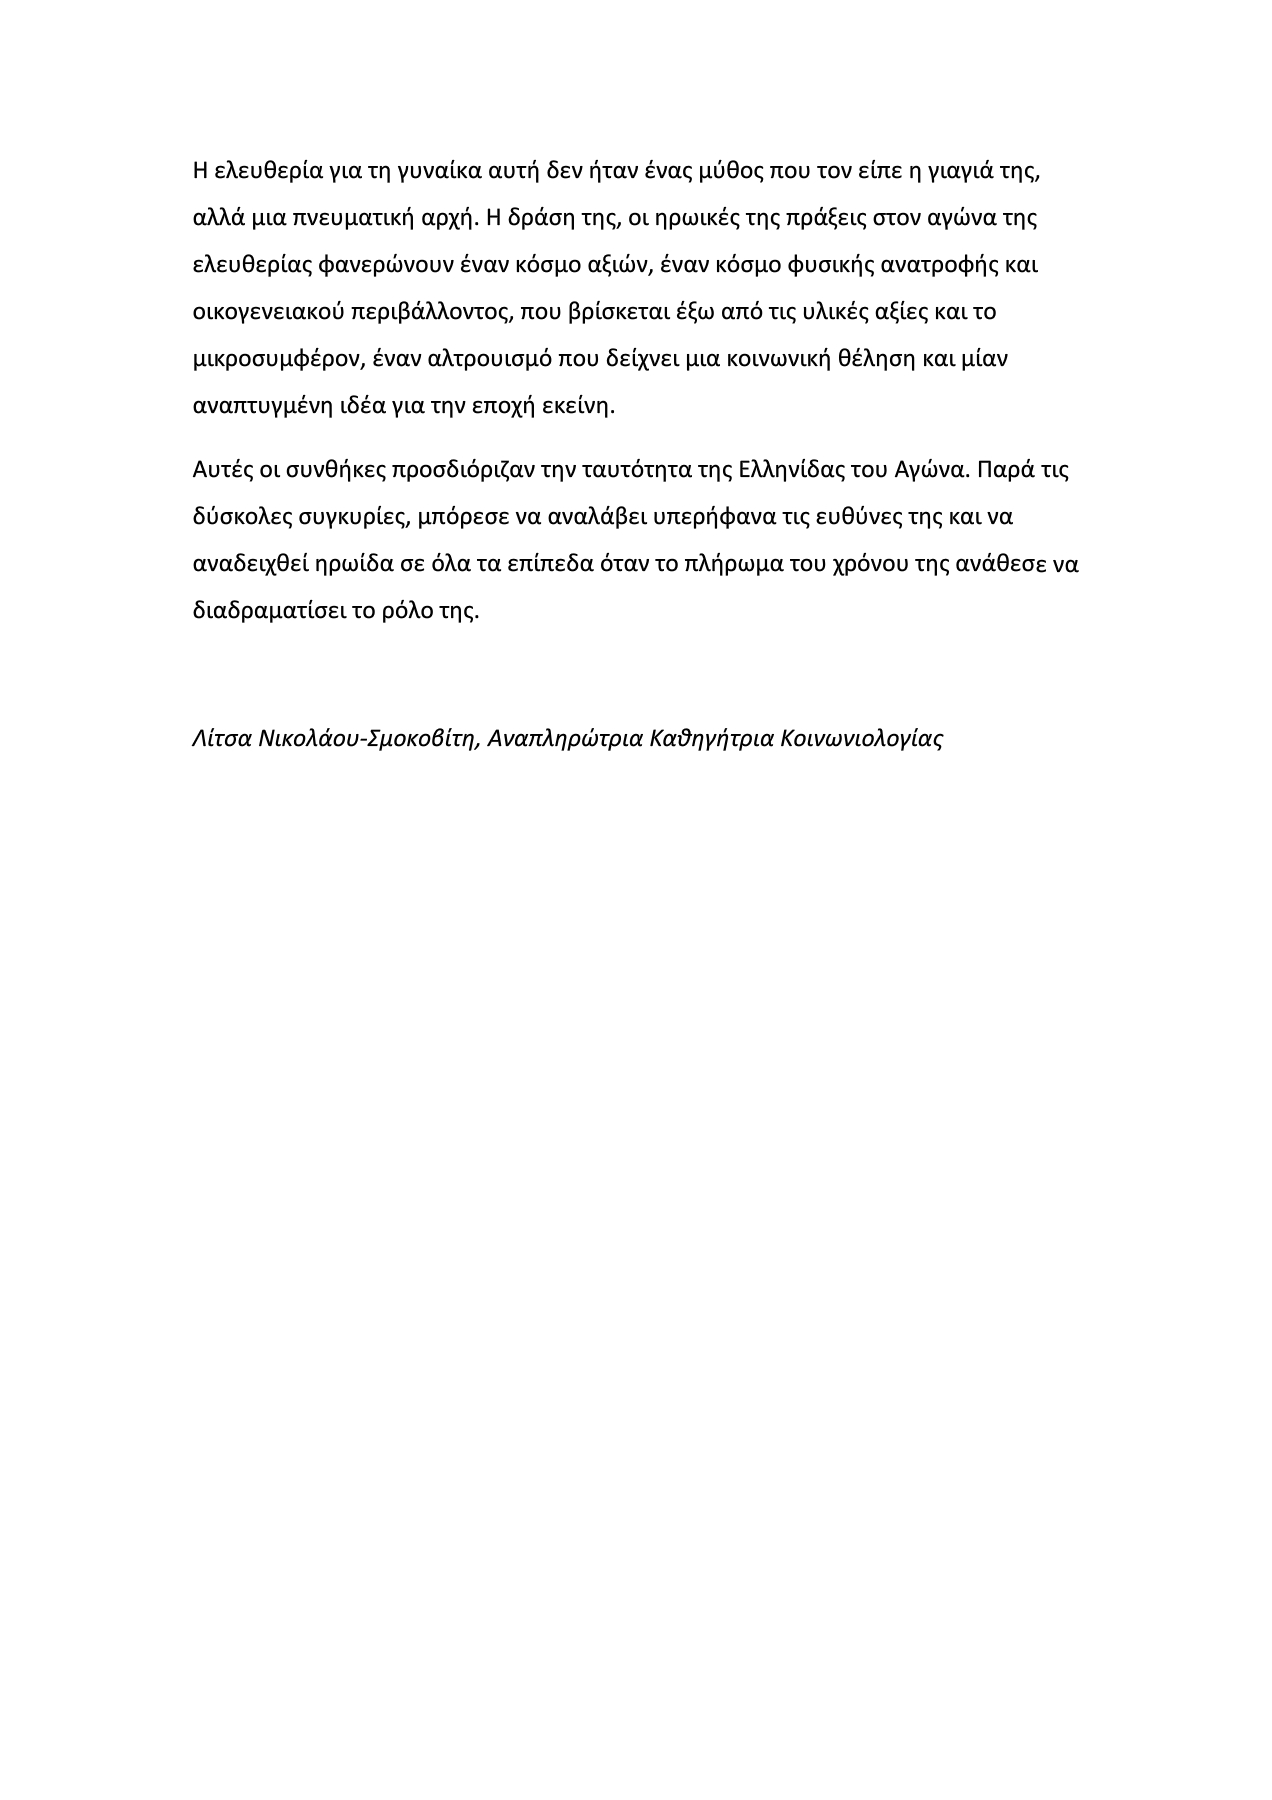 Η ελευθερία για τη γυναίκα αυτή δεν ήταν ένας μύθος που τον είπε η γιαγιά της,
αλλά μια πνευματική αρχή. Η δράση της, οι ηρωικές της πράξεις στον αγώνα της
ελευθερίας φανερώνουν έναν κόσμο αξιών, έναν κόσμο φυσικής ανατροφής και
οικογενειακού περιβάλλοντος, που βρίσκεται έξω από τις υλικές αξίες και το
μικροσυμφέρον, έναν αλτρουισμό που δείχνει μια κοινωνική θέληση και μίαν
αναπτυγμένη ιδέα για την εποχή εκείνη.
Αυτές οι συνθήκες προσδιόριζαν την ταυτότητα της Ελληνίδας του Αγώνα. Παρά τις
δύσκολες συγκυρίες, μπόρεσε να αναλάβει υπερήφανα τις ευθύνες της και να
αναδειχθεί ηρωίδα σε όλα τα επίπεδα όταν το πλήρωμα του χρόνου της ανάθεσε να
διαδραματίσει το ρόλο της.
Λίτσα Νικολάου-Σμοκοβίτη, Αναπληρώτρια Καθηγήτρια Κοινωνιολογίας